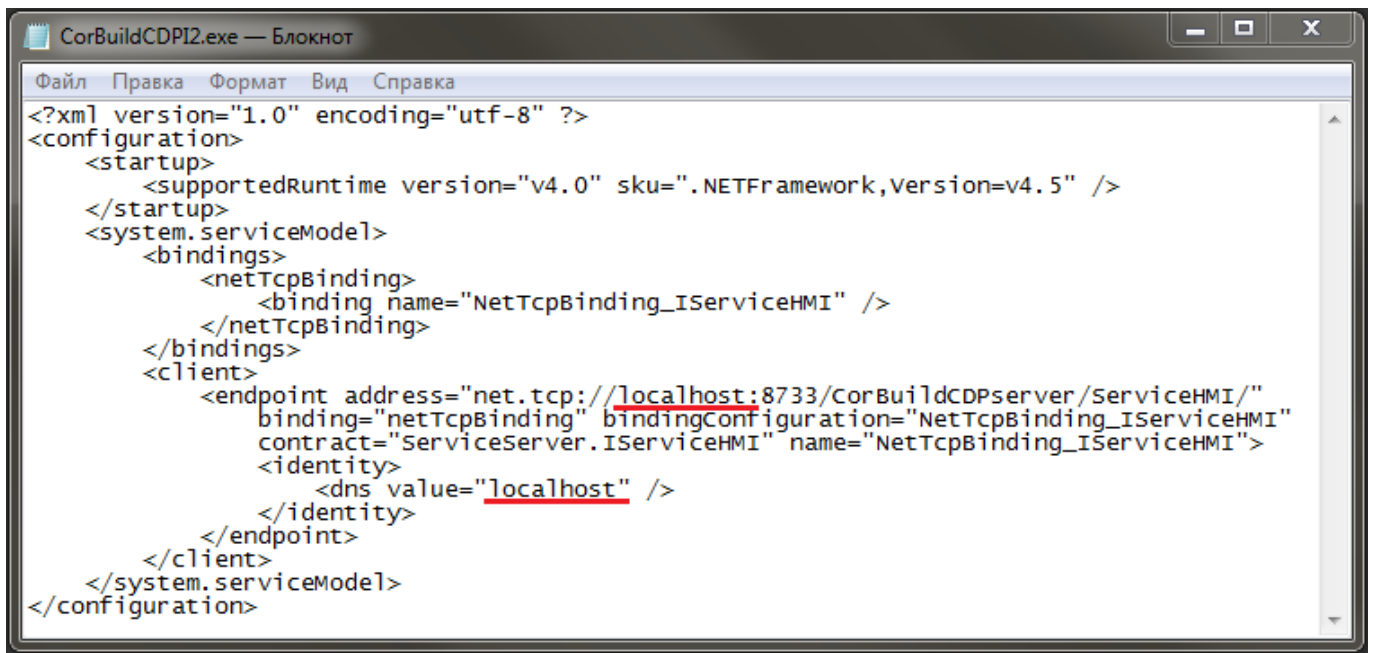 CorBuildCDPI2.exe — Блокнот
Файл Правка Формат Вид Справка
<?xml version="1.0" encoding="utf-8" ?>
<configuration>
    <startup>
        <supportedRuntime version="v4.0" sku=".NETFramework,Version=v4.5" />
    </startup>
    <system.serviceModel>
        <bindings>
            <netTcpBinding>
                <binding name="NetTcpBinding_IServiceHMI" />
            </netTcpBinding>
        </bindings>
        <client>
            <endpoint address="net.tcp://localhost:8733/CorBuildCDPserver/ServiceHMI/"
                binding="netTcpBinding" bindingConfiguration="NetTcpBinding_IServiceHMI"
                contract="ServiceServer.IServiceHMI" name="NetTcpBinding_IServiceHMI">
                <identity>
                    <dns value="localhost" />
                </identity>
            </endpoint>
        </client>
    </system.serviceModel>
</configuration>